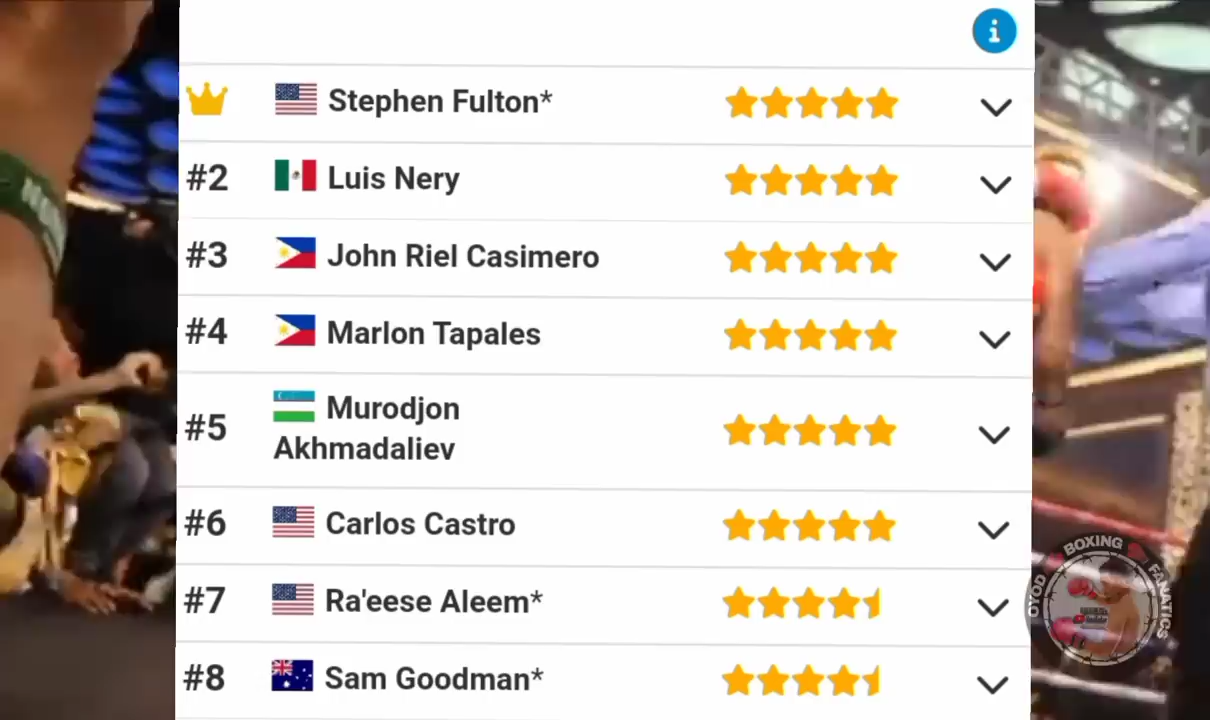 i
Stephen Fulton*
#2 Luis Nery
#3 John Riel Casimero
#4 Marlon Tapales
#5 Murodjon
Akhmadaliev
#6 Carlos Castro
#7 Ra'eese Aleem*
#8 Sam Goodman*
BOXING
OYOD
FANATICS